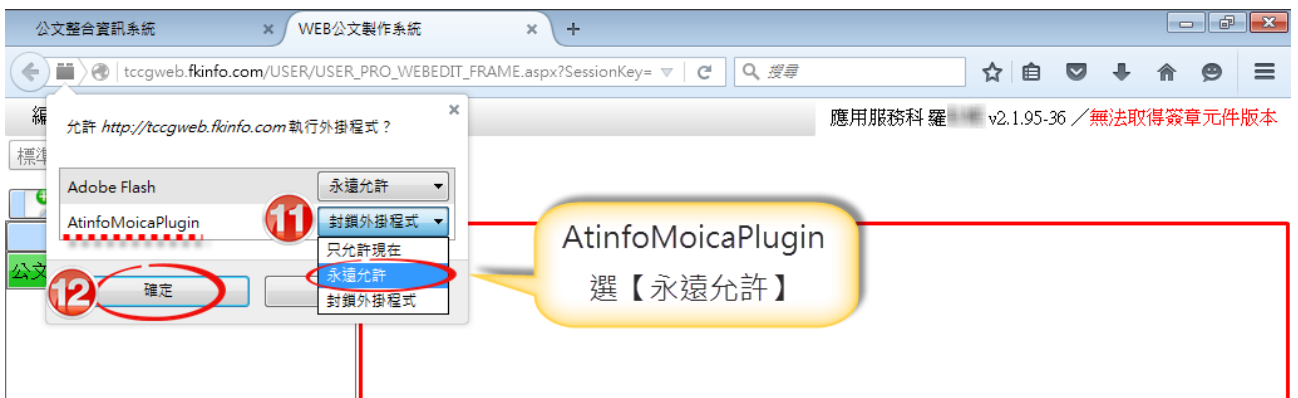 公文整合資訊系統
WEB公文製作系統
tccgweb.fkinfo.com/USER/USER_PRO_WEBEDIT_FRAME.aspx?SessionKey=
搜尋
編
應用服務科 羅 v2.1.95-36 ／無法取得簽章元件版本
允許 http://tccgweb.fkinfo.com 執行外掛程式？
標準
Adobe Flash 永遠允許
AtinfoMoicaPlugin 11 封鎖外掛程式
只允許現在
永遠允許
封鎖外掛程式
公文
12 確定
AtinfoMoicaPlugin
選【永遠允許】